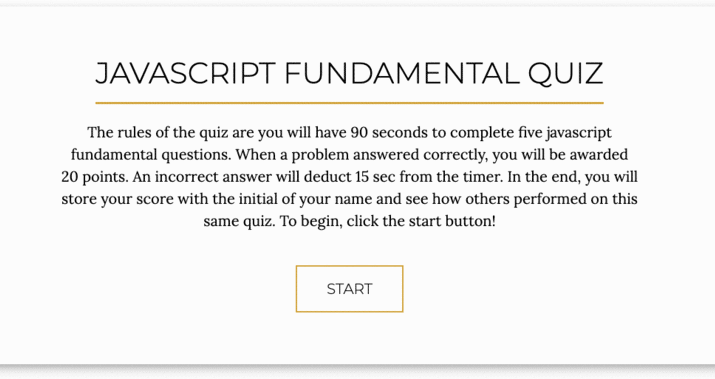 JAVASCRIPT FUNDAMENTAL QUIZ
The rules of the quiz are you will have 90 seconds to complete five javascript
fundamental questions. When a problem answered correctly, you will be awarded
20 points. An incorrect answer will deduct 15 sec from the timer. In the end, you will
store your score with the initial of your name and see how others performed on this
same quiz. To begin, click the start button!
START